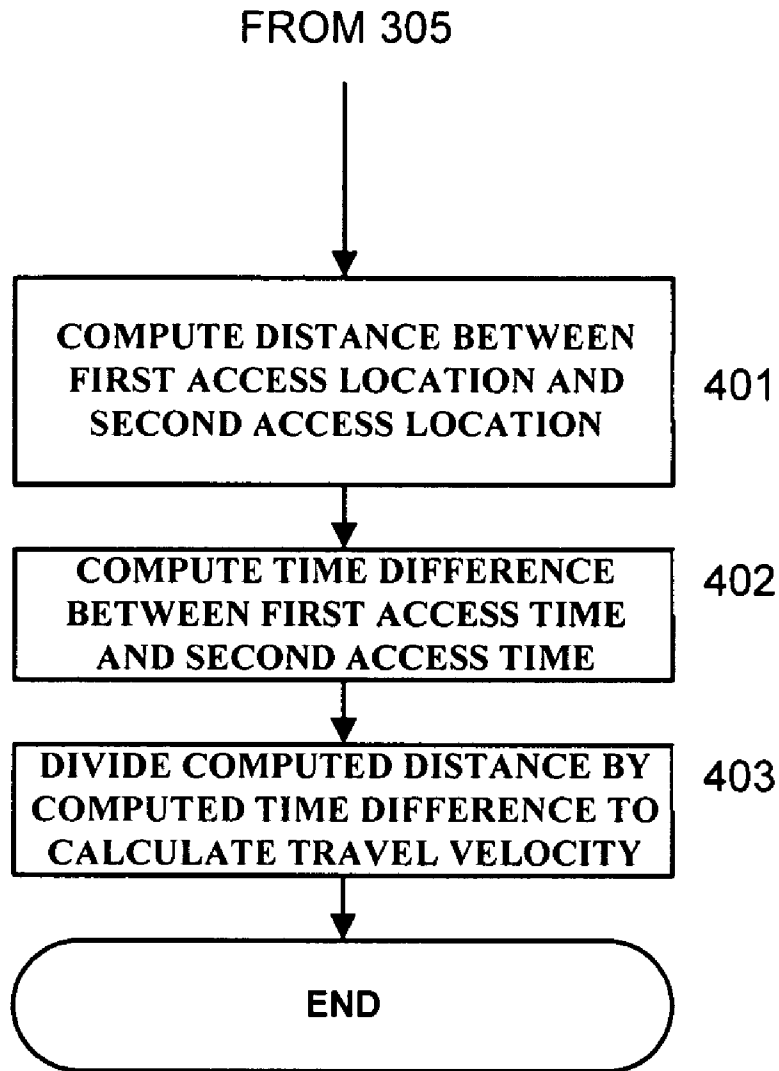 FROM 305
COMPUTE DISTANCE BETWEEN
FIRST ACCESS LOCATION AND
SECOND ACCESS LOCATION
401
COMPUTE TIME DIFFERENCE
BETWEEN FIRST ACCESS TIME
AND SECOND ACCESS TIME
402
DIVIDE COMPUTED DISTANCE BY
COMPUTED TIME DIFFERENCE TO
CALCULATE TRAVEL VELOCITY
403
END